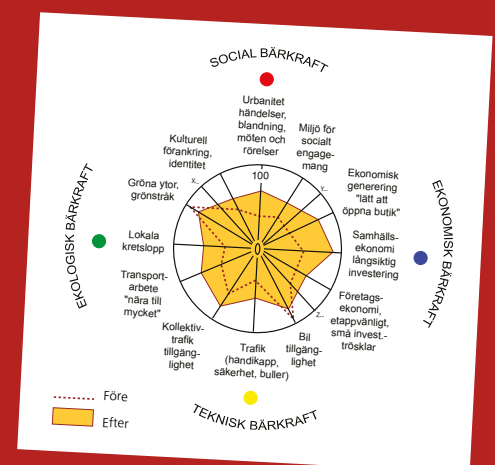 SOCIAL BÄRKRAFT
Urbanitet
händelser,
blandning,
möten och
rörelser
Miljö för
socialt
engage-
mang
Y...
Ekonomisk
generering
"lätt att
öppna butik"
EKONOMISK BÄRKRAFT
Samhälls-
ekonomi
långsiktig
investering
Företags-
ekonomi,
etappvänligt,
små invest.-
trösklar
Z...
Bil
tillgäng-
lighet
Trafik
(handikapp,
säkerhet, buller)
TEKNISK BÄRKRAFT
Kollektiv-
trafik
tillgäng-
lighet
Transport-
arbete
"nära till
mycket"
Lokala
kretslopp
EKOLOGISK BÄRKRAFT
Gröna ytor,
grönstråk
X...
Kulturell
förankring,
identitet
100
0
Före
Efter